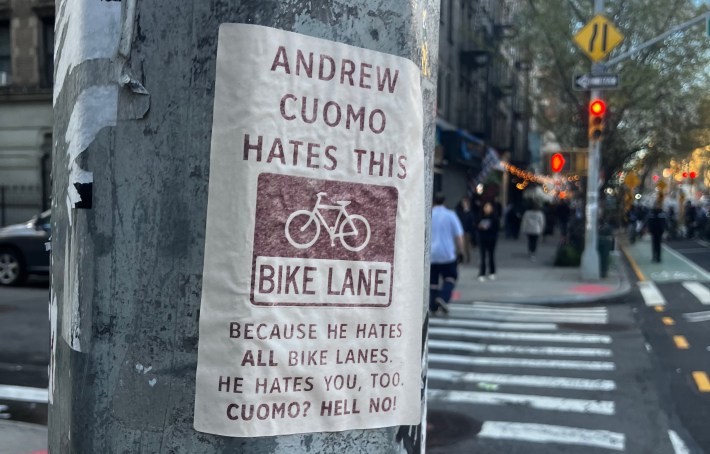 ANDREW
CUOMO
HATES THIS
BIKE LANE
BECAUSE HE HATES
ALL BIKE LANES.
HE HATES YOU, TOO.
CUOMO? HELL NO!